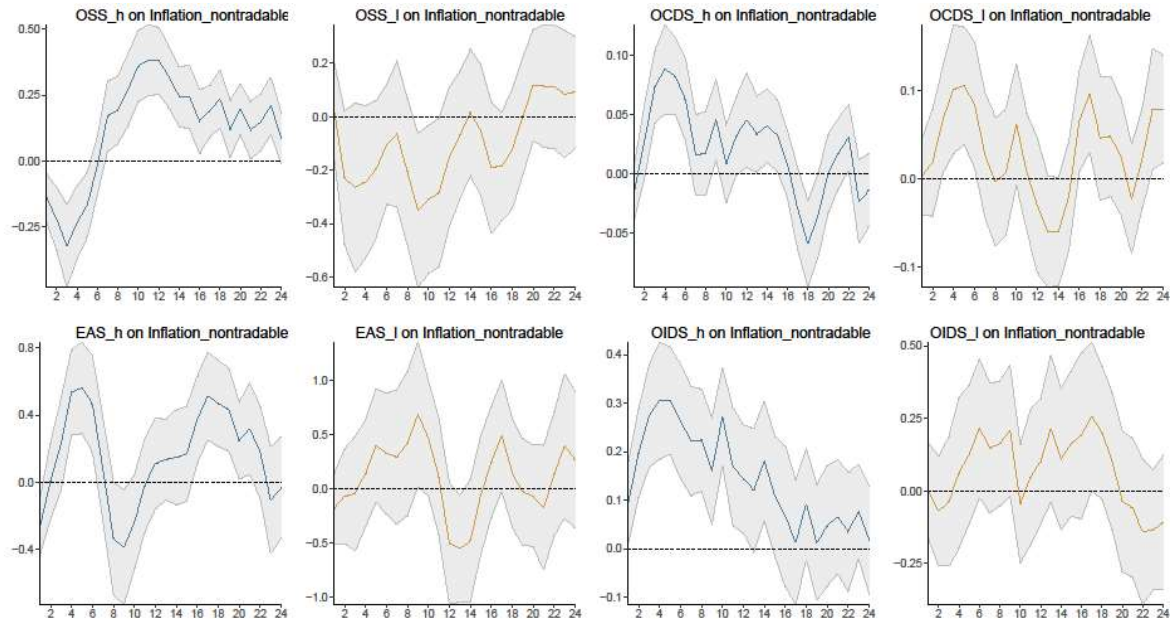 OSS_h on Inflation_nontradable
OSS_l on Inflation_nontradable
OCDS_h on Inflation_nontradable
OCDS_l on Inflation_nontradable
0.50
0.25
0.00
−0.25
2 4 6 8 10 12 14 16 18 20 22 24
0.2
0.0
−0.2
−0.4
−0.6
2 4 6 8 10 12 14 16 18 20 22 24
0.10
0.05
0.00
−0.05
2 4 6 8 10 12 14 16 18 20 22 24
0.1
0.0
−0.1
2 4 6 8 10 12 14 16 18 20 22 24
EAS_h on Inflation_nontradable
EAS_l on Inflation_nontradable
OIDS_h on Inflation_nontradable
OIDS_l on Inflation_nontradable
0.8
0.4
0.0
−0.4
2 4 6 8 10 12 14 16 18 20 22 24
1.0
0.5
0.0
−0.5
−1.0
2 4 6 8 10 12 14 16 18 20 22 24
0.4
0.3
0.2
0.1
0.0
−0.1
2 4 6 8 10 12 14 16 18 20 22 24
0.50
0.25
0.00
−0.25
2 4 6 8 10 12 14 16 18 20 22 24